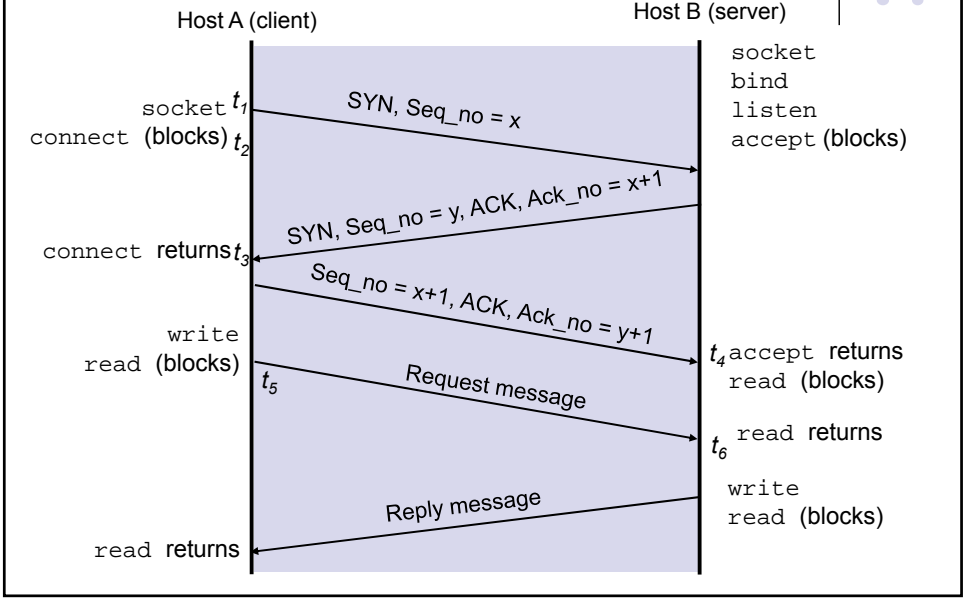 Host A (client)
Host B (server)
socket
bind
listen
accept (blocks)
socket t1
connect (blocks) t2
SYN, Seq_no = x
SYN, Seq_no = y, ACK, Ack_no = x+1
connect returns t3
Seq_no = x+1, ACK, Ack_no = y+1
write
read (blocks)
t4 accept returns
read (blocks)
t5
Request message
t6 read returns
write
read (blocks)
Reply message
read returns